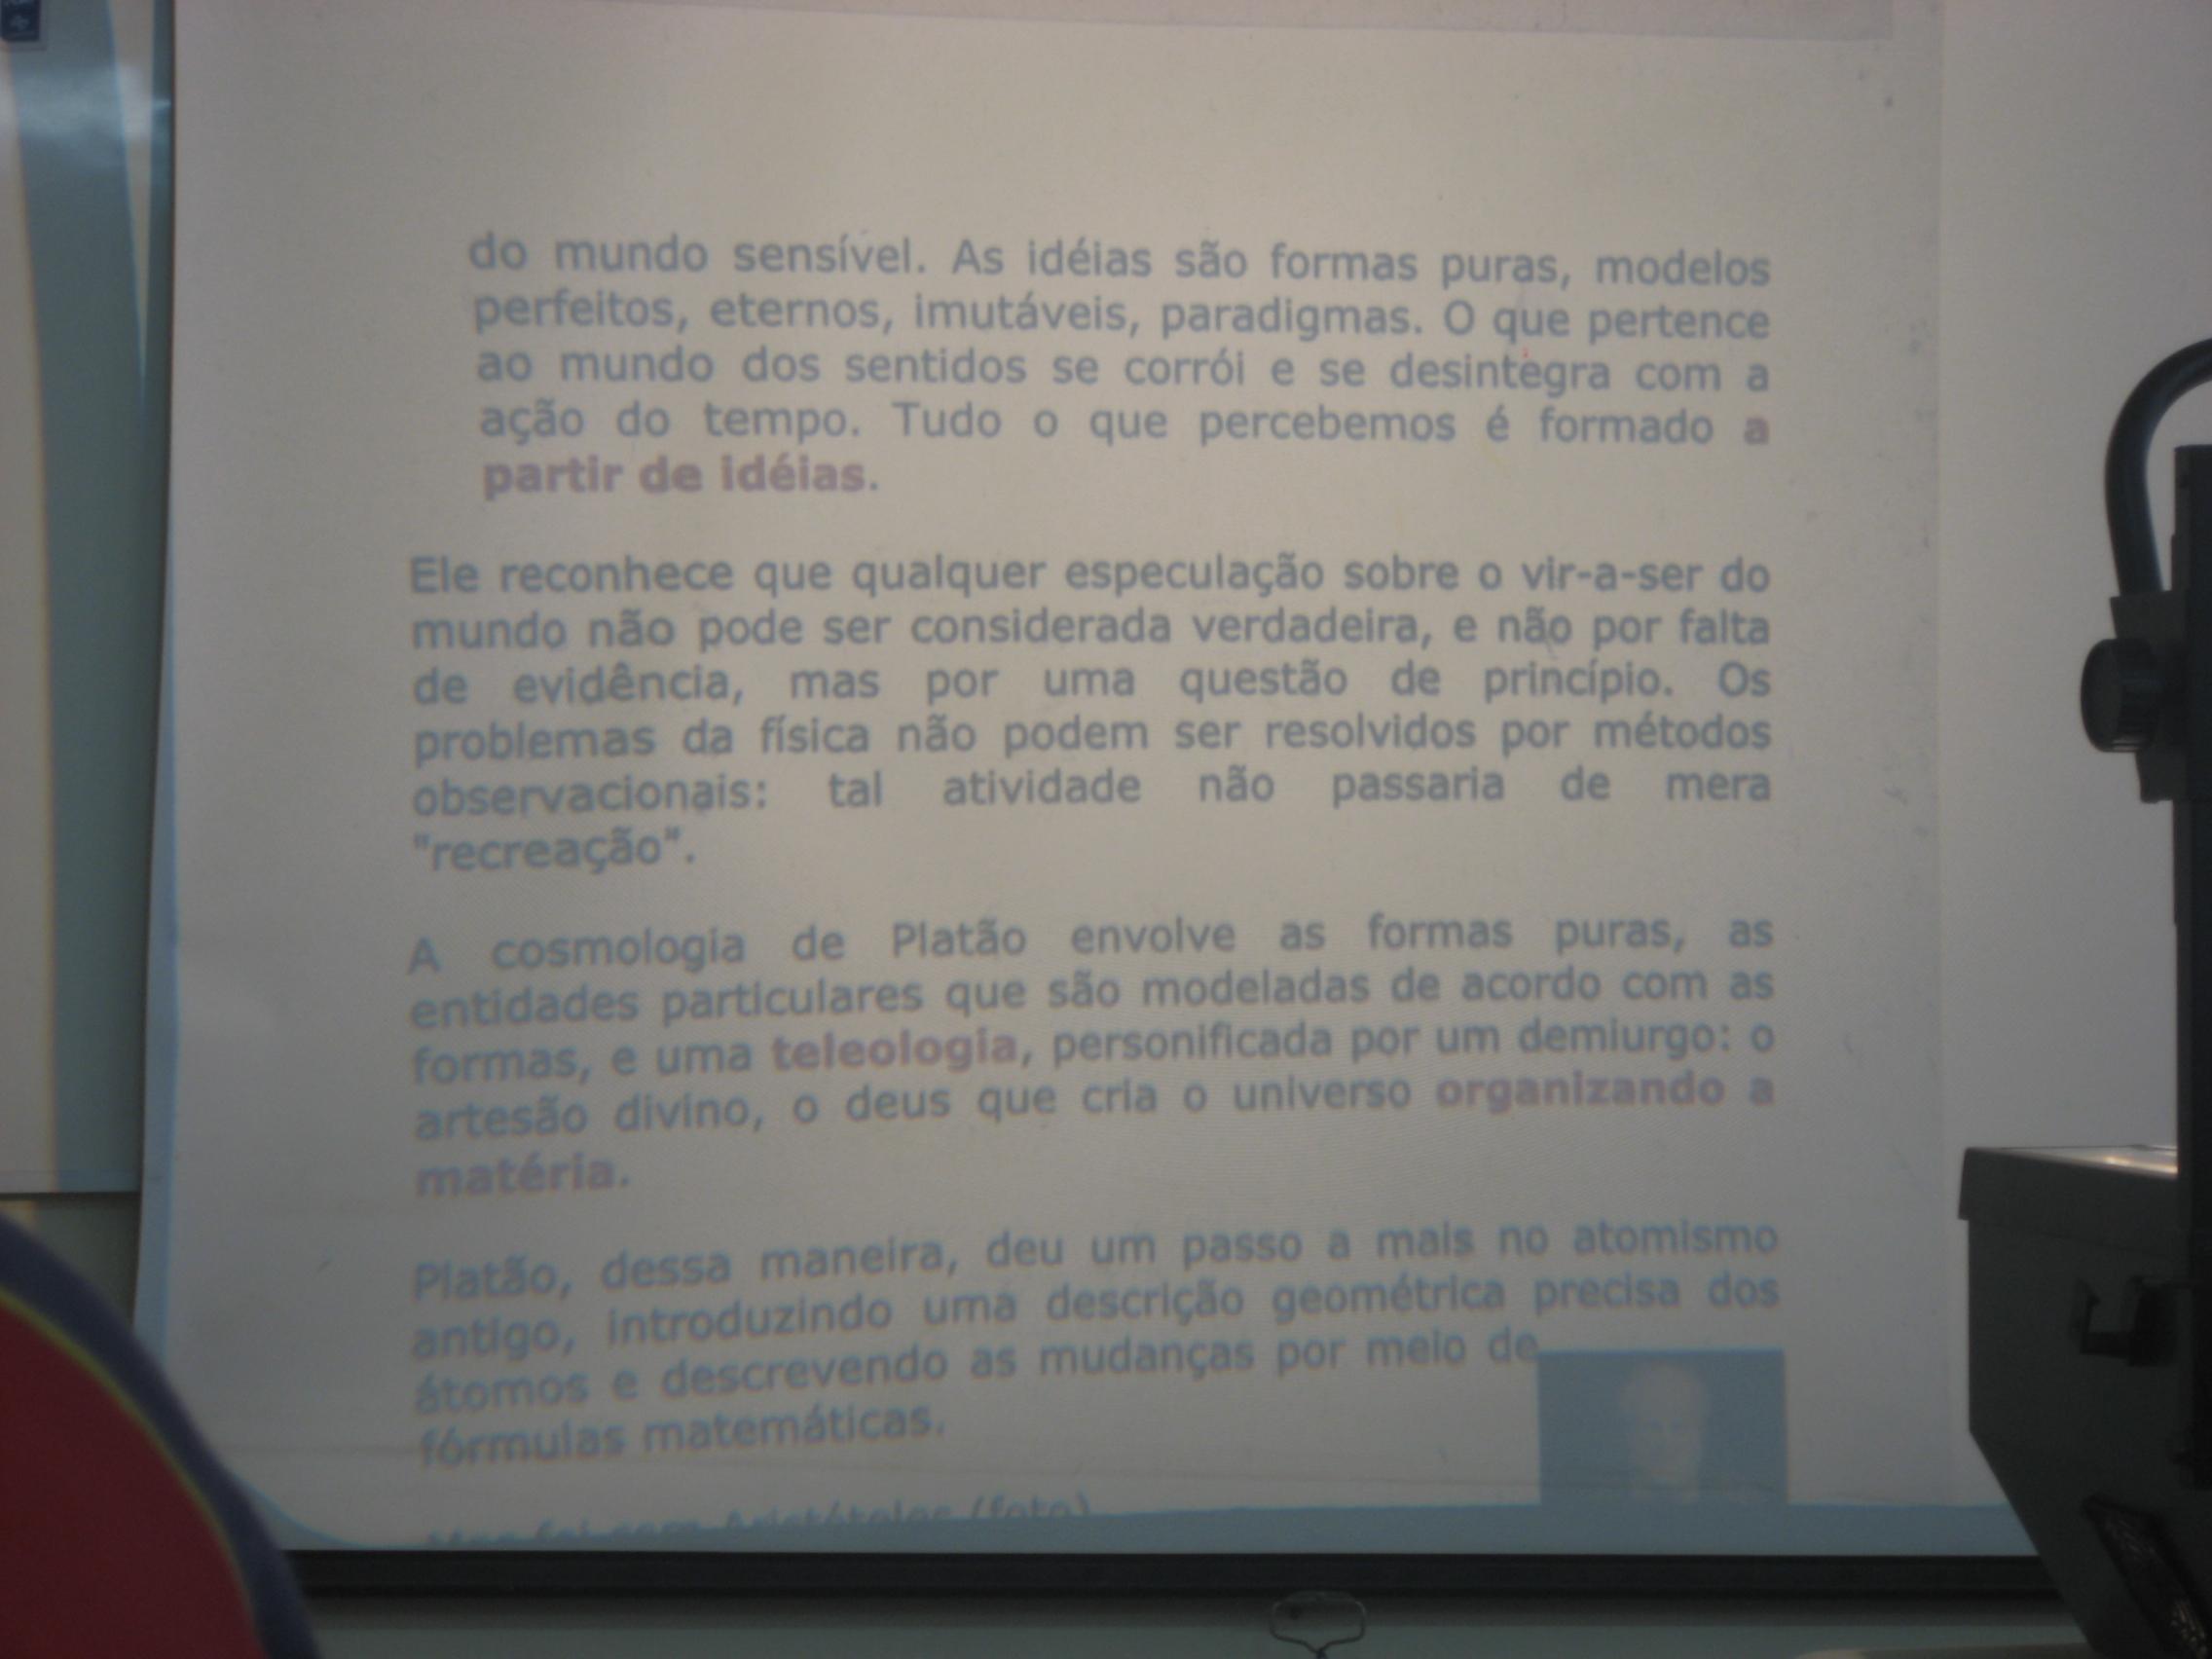 do mundo sensível. As idéias são formas puras, modelos
perfeitos, eternos, imutáveis, paradigmas. O que pertence
ao mundo dos sentidos se corrói e se desintegra com a
ação do tempo. Tudo o que percebemos é formado a
partir de idéias.
Ele reconhece que qualquer especulação sobre o vir-a-ser do
mundo não pode ser considerada verdadeira, e não por falta
de evidência, mas por uma questão de princípio. Os
problemas da física não podem ser resolvidos por métodos
observacionais: tal atividade não passaria de mera
"recreação".
A cosmologia de Platão envolve as formas puras, as
entidades particulares que são modeladas de acordo com as
formas, e uma teleologia, personificada por um demiurgo: o
artesão divino, o deus que cria o universo organizando a
matéria.
Platão, dessa maneira, deu um passo a mais no atomismo
antigo, introduzindo uma descrição geométrica precisa dos
átomos e descrevendo as mudanças por meio de
fórmulas matemáticas.
Mas foi com Aristóteles (foto)